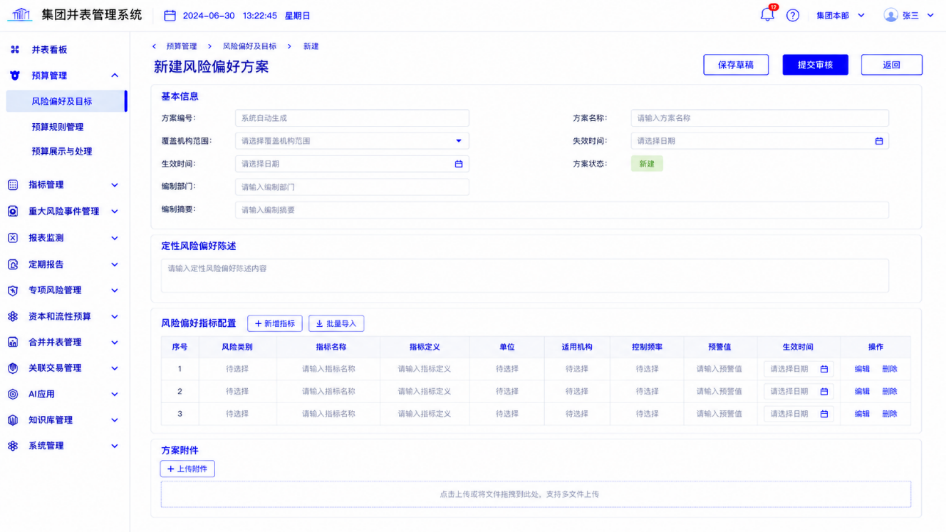 集团并表管理系统
2024-06-30 13:22:45 星期日
12
集团本部
张三
并表看板
预算管理
风险偏好及目标
预算规则管理
预算展示与处理
指标管理
重大风险事件管理
报表监测
定期报告
专项风险管理
资本和流性预算
合并并表管理
关联交易管理
AI应用
知识库管理
系统管理
预算管理 > 风险偏好及目标 > 新建
新建风险偏好方案
保存草稿 提交审核 返回
基本信息
方案编号: 系统自动生成 方案名称: 请输入方案名称
覆盖机构范围: 请选择覆盖机构范围 失效时间: 请选择日期
生效时间: 请选择日期 方案状态: 新建
编制部门: 请输入编制部门
编制摘要: 请输入编制摘要
定性风险偏好陈述
请输入定性风险偏好陈述内容
风险偏好指标配置 + 新增指标 批量导入
序号 风险类别 指标名称 指标定义 单位 适用机构 控制频率 预警值 生效时间 操作
1 待选择 请输入指标名称 请输入指标定义 待选择 待选择 待选择 请输入预警值 请选择日期 编辑 删除
2 待选择 请输入指标名称 请输入指标定义 待选择 待选择 待选择 请输入预警值 请选择日期 编辑 删除
3 待选择 请输入指标名称 请输入指标定义 待选择 待选择 待选择 请输入预警值 请选择日期 编辑 删除
方案附件
+ 上传附件
点击上传或将文件拖拽到此处，支持多文件上传